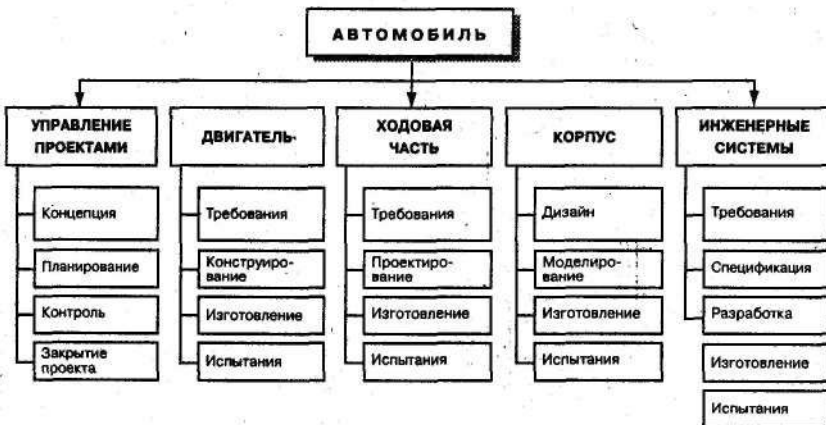 АВТОМОБИЛЬ
УПРАВЛЕНИЕ
ПРОЕКТАМИ
Концепция
Планирование
Контроль
Закрытие
проекта
ДВИГАТЕЛЬ
Требования
Конструиро-
вание
Изготовление
Испытания
ХОДОВАЯ
ЧАСТЬ
Требования
Проектиро-
вание
Изготовление
Испытания
КОРПУС
Дизайн
Моделиро-
вание
Изготовление
Испытания
ИНЖЕНЕРНЫЕ
СИСТЕМЫ
Требования
Спецификация
Разработка
Изготовление
Испытания